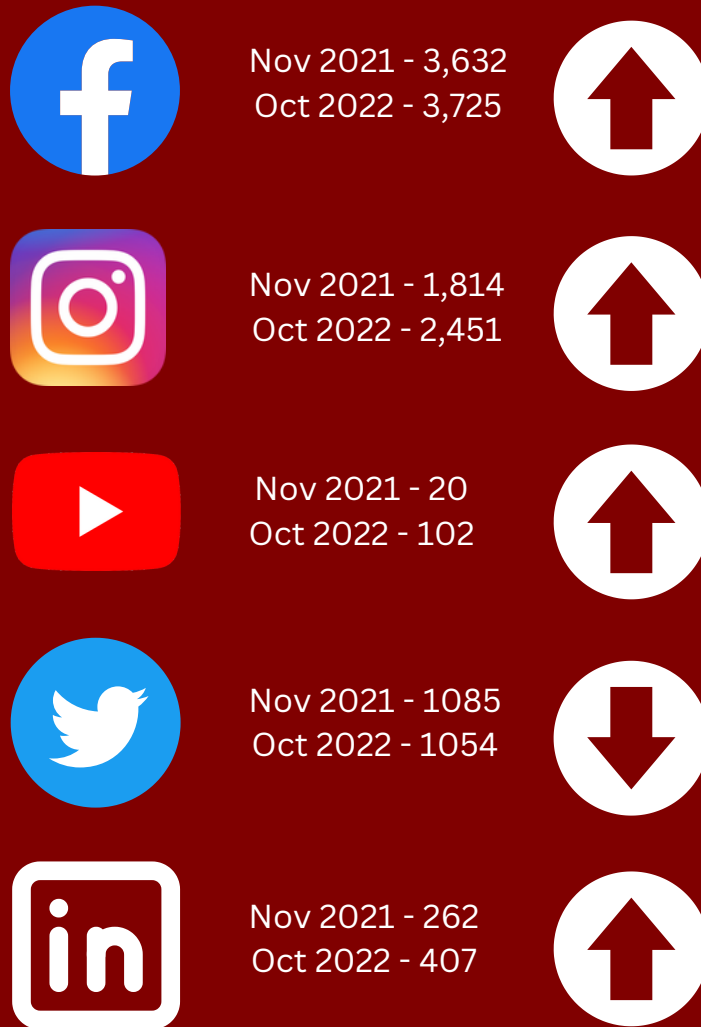 Nov 2021 - 3,632
Oct 2022 - 3,725
Nov 2021 - 1,814
Oct 2022 - 2,451
Nov 2021 - 20
Oct 2022 - 102
Nov 2021 - 1085
Oct 2022 - 1054
in
Nov 2021 - 262
Oct 2022 - 407